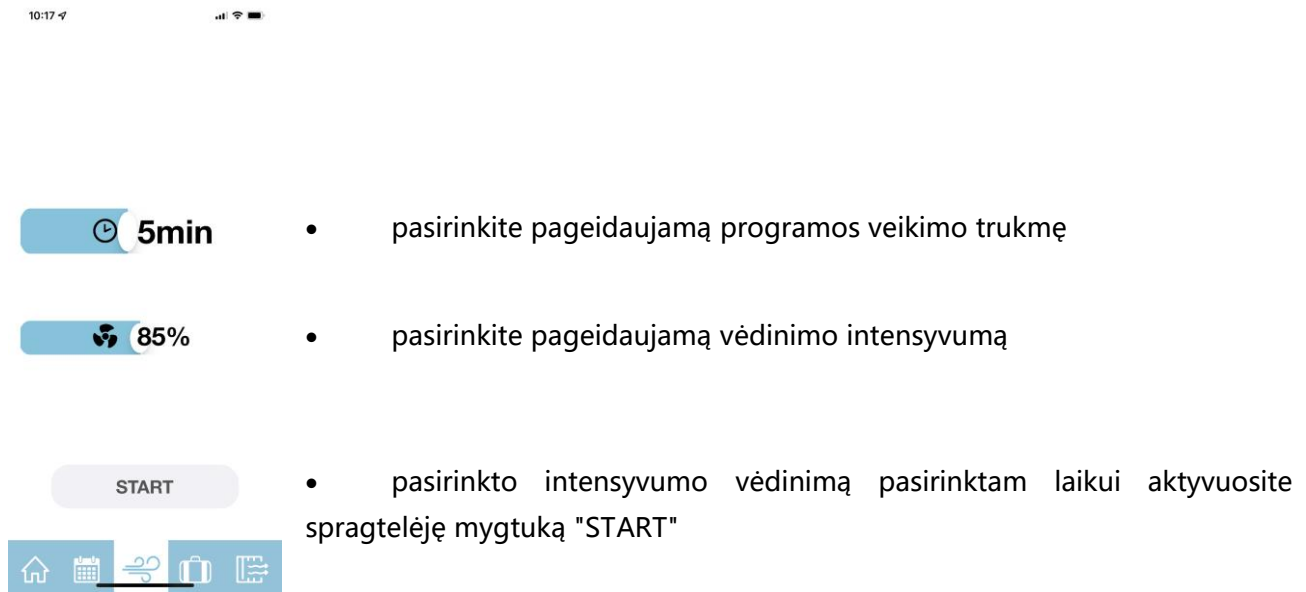 10:17
5min
• pasirinkite pageidaujamą programos veikimo trukmę
85%
• pasirinkite pageidaujamą vėdinimo intensyvumą
START
• pasirinkto intensyvumo vėdinimą pasirinktam laikui aktyvuosite
spragtelėję mygtuką "START"